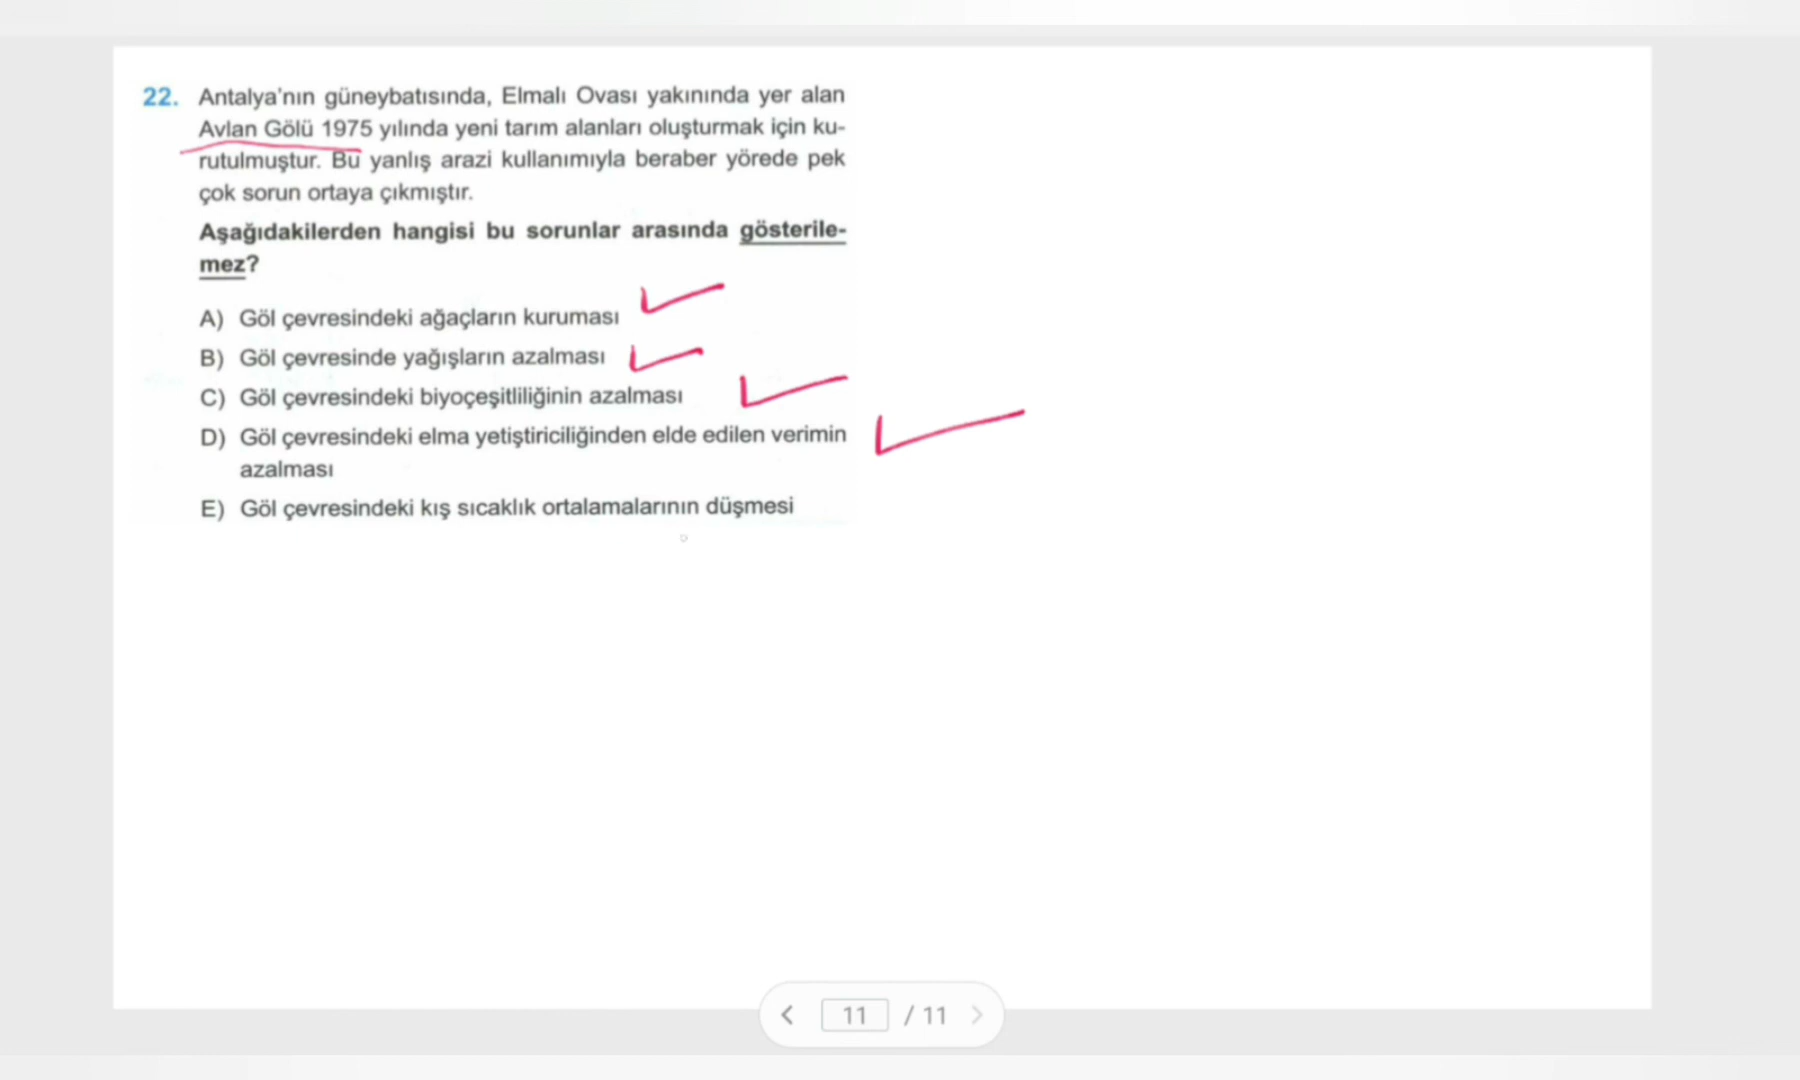 22. Antalya'nın güneybatısında, Elmalı Ovası yakınında yer alan
Avlan Gölü 1975 yılında yeni tarım alanları oluşturmak için ku-
rutulmuştur. Bu yanlış arazi kullanımıyla beraber yörede pek
çok sorun ortaya çıkmıştır.
Aşağıdakilerden hangisi bu sorunlar arasında gösterile-
mez?
A) Göl çevresindeki ağaçların kuruması
B) Göl çevresinde yağışların azalması
C) Göl çevresindeki biyoçeşitliliğinin azalması
D) Göl çevresindeki elma yetiştiriciliğinden elde edilen verimin
azalması
E) Göl çevresindeki kış sıcaklık ortalamalarının düşmesi
11 / 11